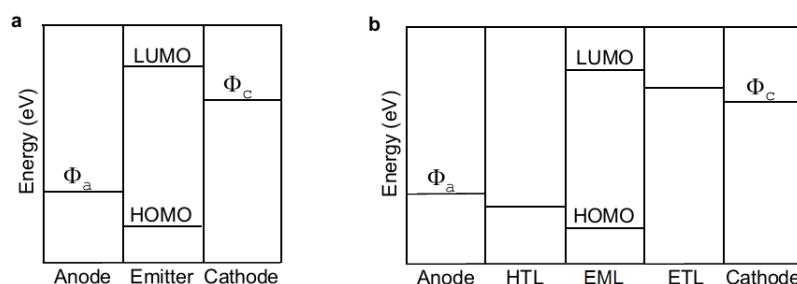 a
LUMO
Φc
Φa
HOMO
Energy (eV)
Anode Emitter Cathode
b
LUMO
Φc
Φa
HOMO
Energy (eV)
Anode HTL EML ETL Cathode